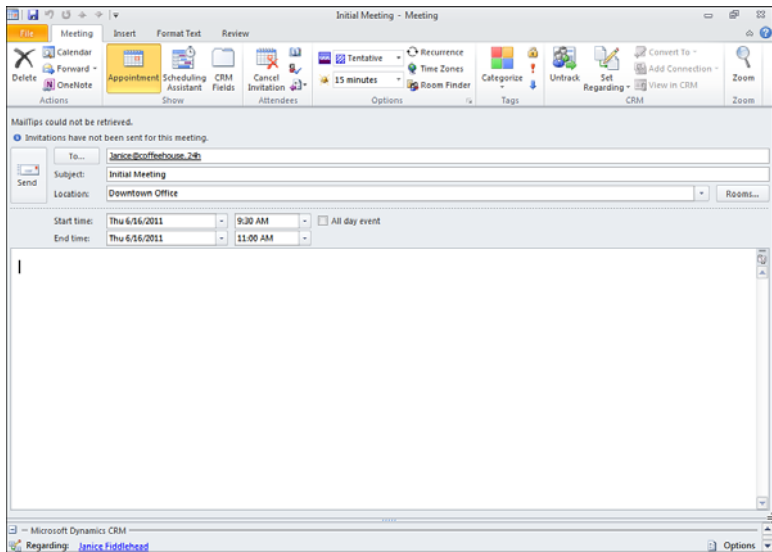 Initial Meeting - Meeting
File Meeting Insert Format Text Review
Delete
Calendar
Forward
OneNote
Actions
Appointment
Scheduling Assistant
CRM Fields
Show
Cancel Invitation
Attendees
Tentative
15 minutes
Recurrence
Time Zones
Room Finder
Options
Categorize
Tags
Untrack
Set Regarding
Convert To
Add Connection
View in CRM
CRM
Zoom
Zoom
MailTips could not be retrieved.
Invitations have not been sent for this meeting.
Send
To... Janice@coffeehouse.24h
Subject: Initial Meeting
Location: Downtown Office Rooms...
Start time: Thu 6/16/2011 9:30 AM All day event
End time: Thu 6/16/2011 11:00 AM
Microsoft Dynamics CRM
Regarding: Janice Fiddlehead Options